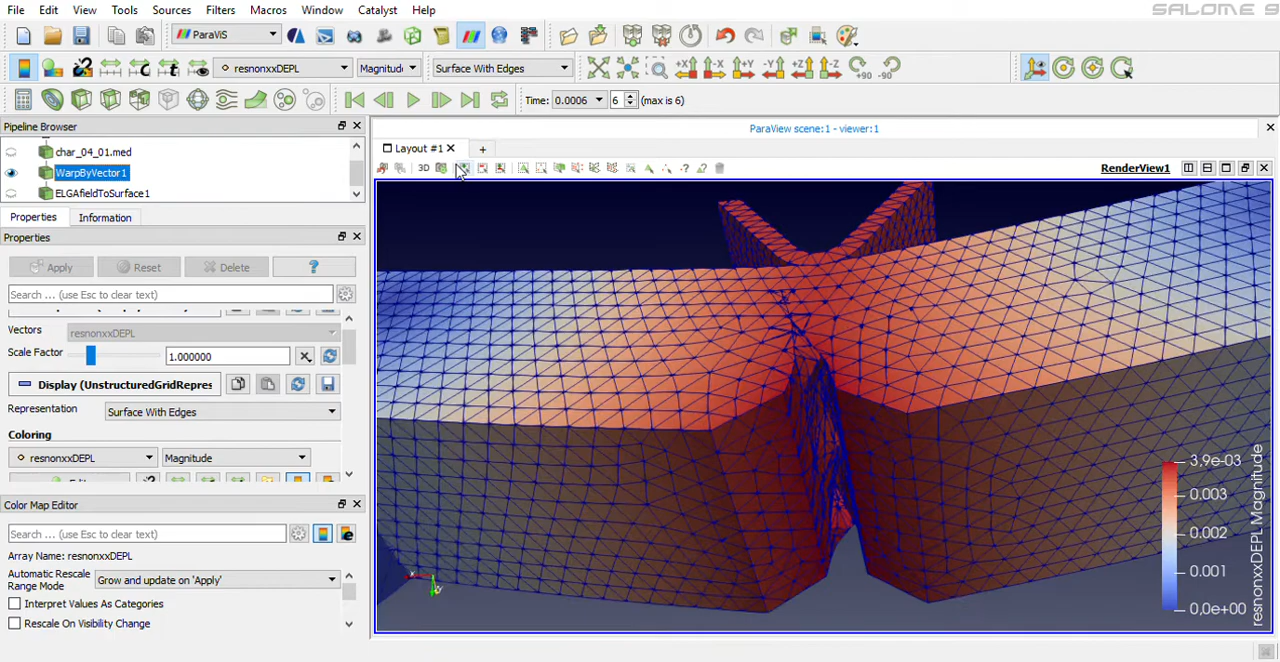 File Edit View Tools Sources Filters Macros Window Catalyst Help
SALOME 9
ParaViS
resnonxxDEPL Magnitude Surface With Edges +X -X +Y -Y +Z -Z +90 -90
Time: 0.0006 6 (max is 6)
Pipeline Browser
char_04_01.med
WarpByVector1
ELGAfieldToSurface1
Properties Information
Properties
Apply Reset Delete ?
Search ... (use Esc to clear text)
Vectors resnonxxDEPL
Scale Factor 1.000000
Display (UnstructuredGridRepres
Representation Surface With Edges
Coloring
resnonxxDEPL Magnitude
Color Map Editor
Search ... (use Esc to clear text)
Array Name: resnonxxDEPL
Automatic Rescale
Range Mode Grow and update on 'Apply'
Interpret Values As Categories
Rescale On Visibility Change
ParaView scene:1 - viewer:1
Layout #1
3D
RenderView1
3,9e-03
0.003
0.002
0.001
0,0e+00
resnonxxDEPL Magnitude